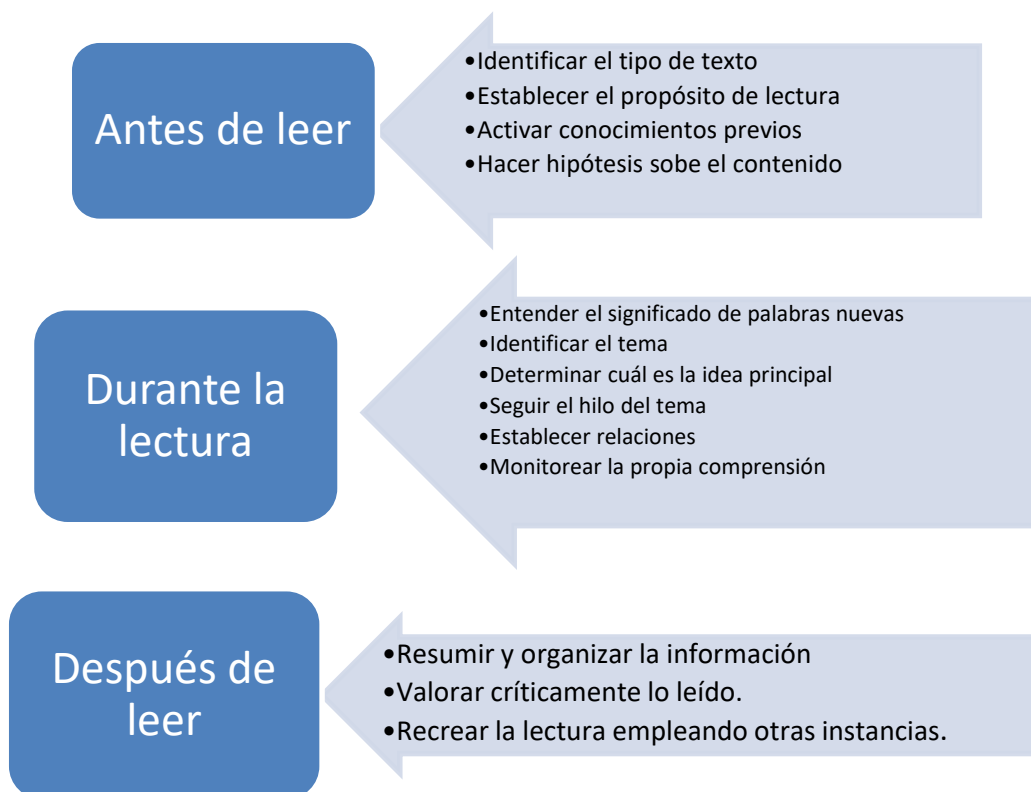 Antes de leer
•Identificar el tipo de texto
•Establecer el propósito de lectura
•Activar conocimientos previos
•Hacer hipótesis sobe el contenido
Durante la
lectura
•Entender el significado de palabras nuevas
•Identificar el tema
•Determinar cuál es la idea principal
•Seguir el hilo del tema
•Establecer relaciones
•Monitorear la propia comprensión
Después de
leer
•Resumir y organizar la información
•Valorar críticamente lo leído.
•Recrear la lectura empleando otras instancias.